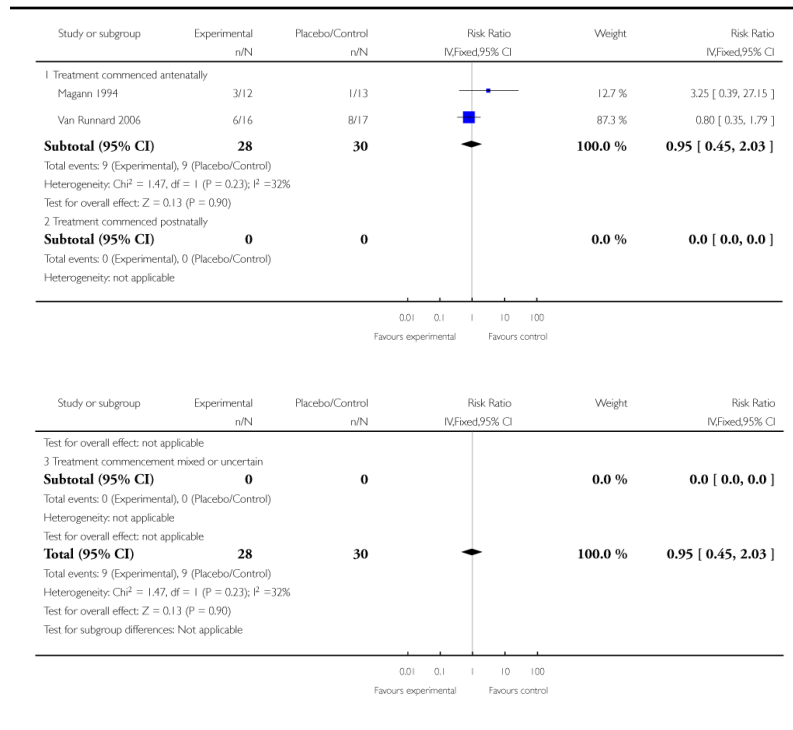 Study or subgroup Experimental Placebo/Control Risk Ratio Weight Risk Ratio
n/N n/N IV,Fixed,95% CI IV,Fixed,95% CI
1 Treatment commenced antenatally
Magann 1994 3/12 1/13 12.7 % 3.25 [ 0.39, 27.15 ]
Van Runnard 2006 6/16 8/17 87.3 % 0.80 [ 0.35, 1.79 ]
Subtotal (95% CI) 28 30 100.0 % 0.95 [ 0.45, 2.03 ]
Total events: 9 (Experimental), 9 (Placebo/Control)
Heterogeneity: Chi² = 1.47, df = 1 (P = 0.23); I² =32%
Test for overall effect: Z = 0.13 (P = 0.90)
2 Treatment commenced postnatally
Subtotal (95% CI) 0 0 0.0 % 0.0 [ 0.0, 0.0 ]
Total events: 0 (Experimental), 0 (Placebo/Control)
Heterogeneity: not applicable
0.01 0.1 1 10 100
Favours experimental Favours control
Study or subgroup Experimental Placebo/Control Risk Ratio Weight Risk Ratio
n/N n/N IV,Fixed,95% CI IV,Fixed,95% CI
Test for overall effect: not applicable
3 Treatment commencement mixed or uncertain
Subtotal (95% CI) 0 0 0.0 % 0.0 [ 0.0, 0.0 ]
Total events: 0 (Experimental), 0 (Placebo/Control)
Heterogeneity: not applicable
Test for overall effect: not applicable
Total (95% CI) 28 30 100.0 % 0.95 [ 0.45, 2.03 ]
Total events: 9 (Experimental), 9 (Placebo/Control)
Heterogeneity: Chi² = 1.47, df = 1 (P = 0.23); I² =32%
Test for overall effect: Z = 0.13 (P = 0.90)
Test for subgroup differences: Not applicable
0.01 0.1 1 10 100
Favours experimental Favours control